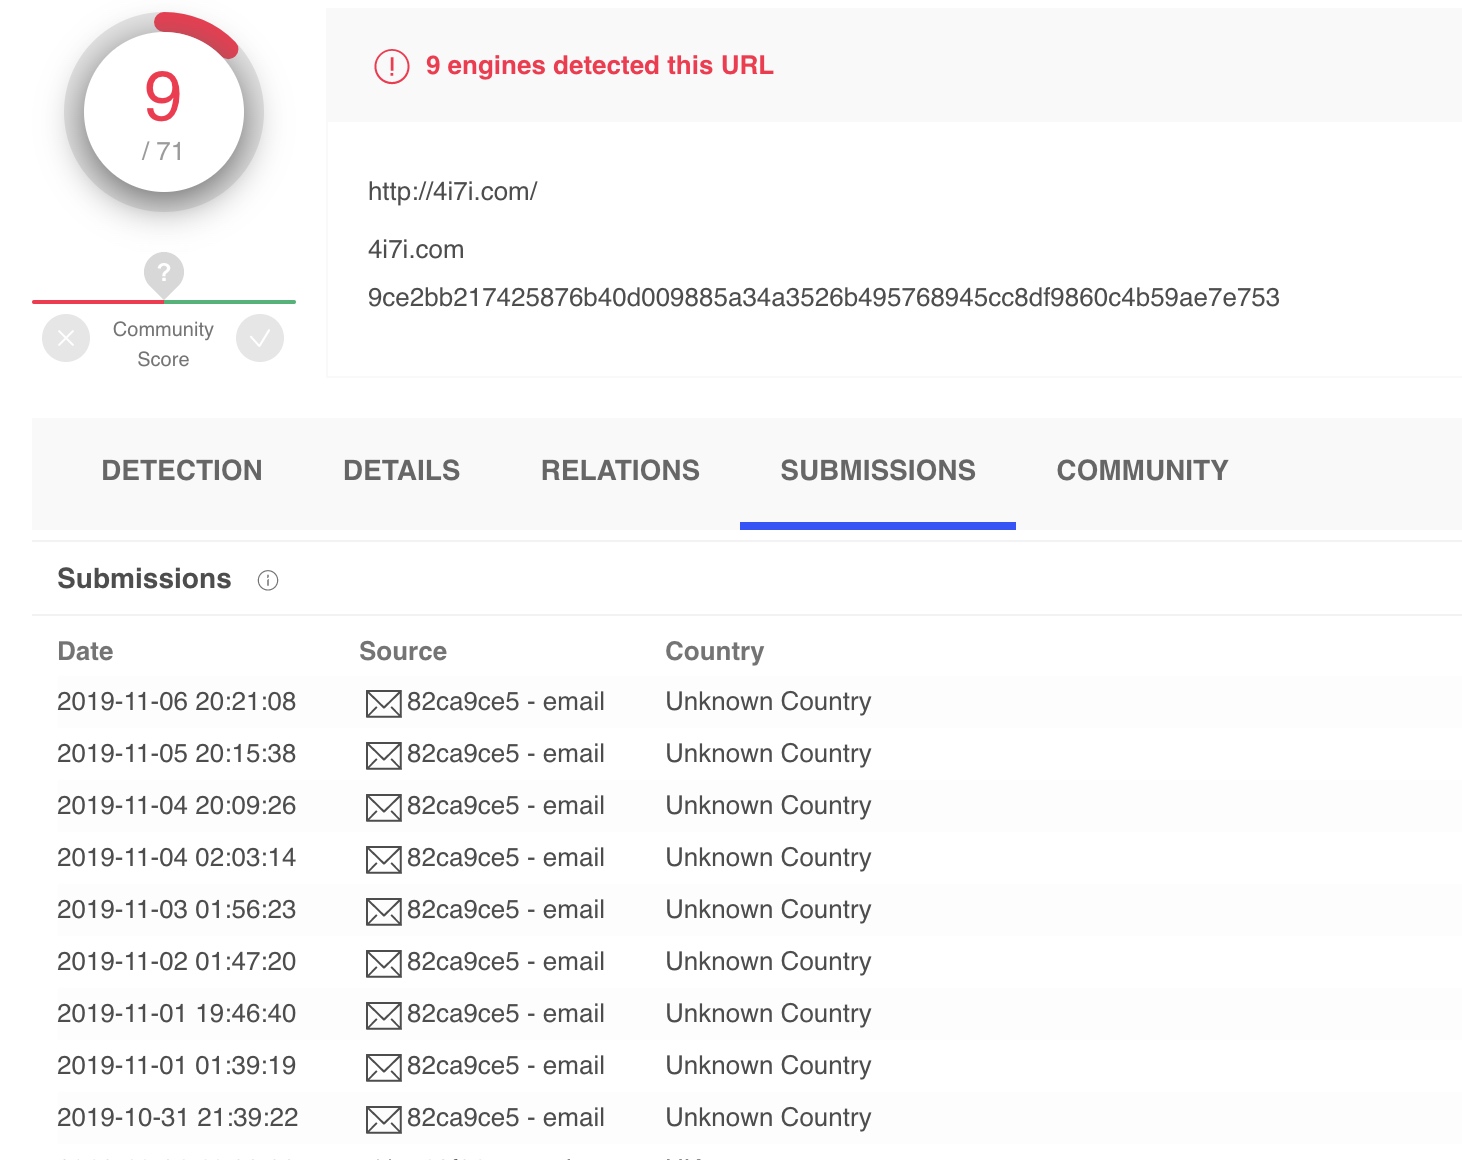 9
/ 71
9 engines detected this URL
http://4i7i.com/
4i7i.com
9ce2bb217425876b40d009885a34a3526b495768945cc8df9860c4b59ae7e753
?
Community
Score
DETECTION DETAILS RELATIONS SUBMISSIONS COMMUNITY
Submissions
Date Source Country
2019-11-06 20:21:08 82ca9ce5 - email Unknown Country
2019-11-05 20:15:38 82ca9ce5 - email Unknown Country
2019-11-04 20:09:26 82ca9ce5 - email Unknown Country
2019-11-04 02:03:14 82ca9ce5 - email Unknown Country
2019-11-03 01:56:23 82ca9ce5 - email Unknown Country
2019-11-02 01:47:20 82ca9ce5 - email Unknown Country
2019-11-01 19:46:40 82ca9ce5 - email Unknown Country
2019-11-01 01:39:19 82ca9ce5 - email Unknown Country
2019-10-31 21:39:22 82ca9ce5 - email Unknown Country